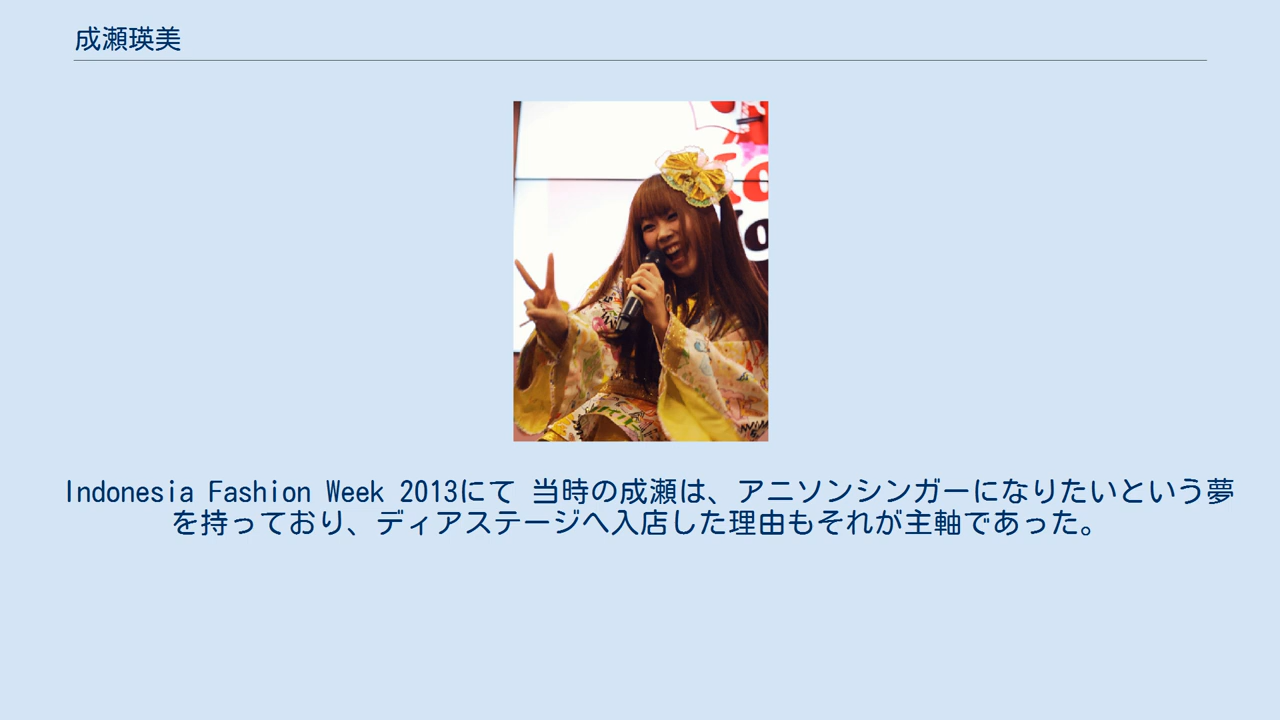 成瀬瑛美
Indonesia Fashion Week 2013にて 当時の成瀬は、アニソンシンガーになりたいという夢
を持っており、ディアステージへ入店した理由もそれが主軸であった。